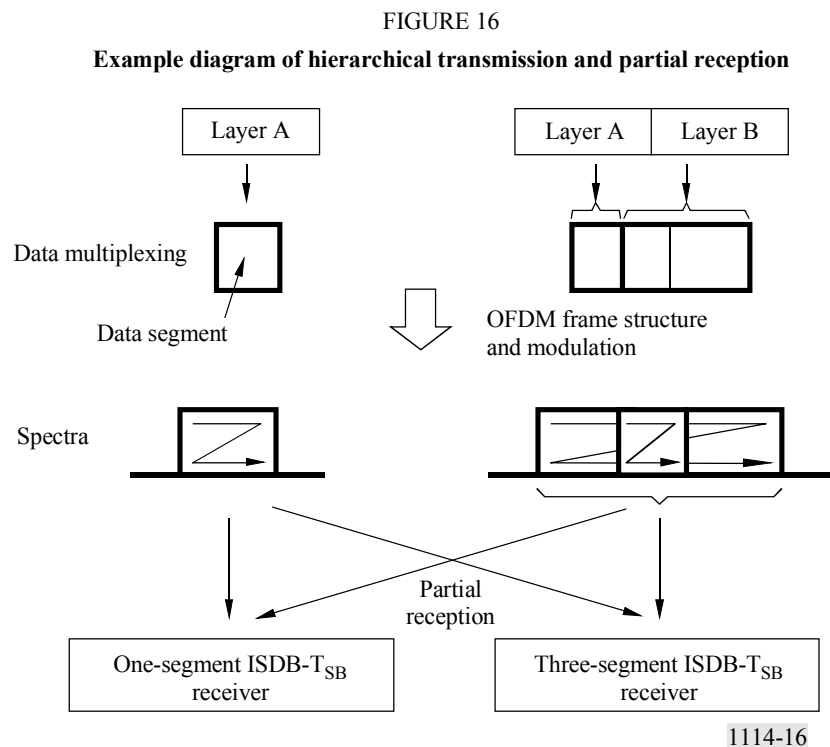 FIGURE 16
Example diagram of hierarchical transmission and partial reception
Layer A
Layer A
Layer B
Data multiplexing
Data segment
OFDM frame structure
and modulation
Spectra
Partial
reception
One-segment ISDB-TSB
receiver
Three-segment ISDB-TSB
receiver
1114-16